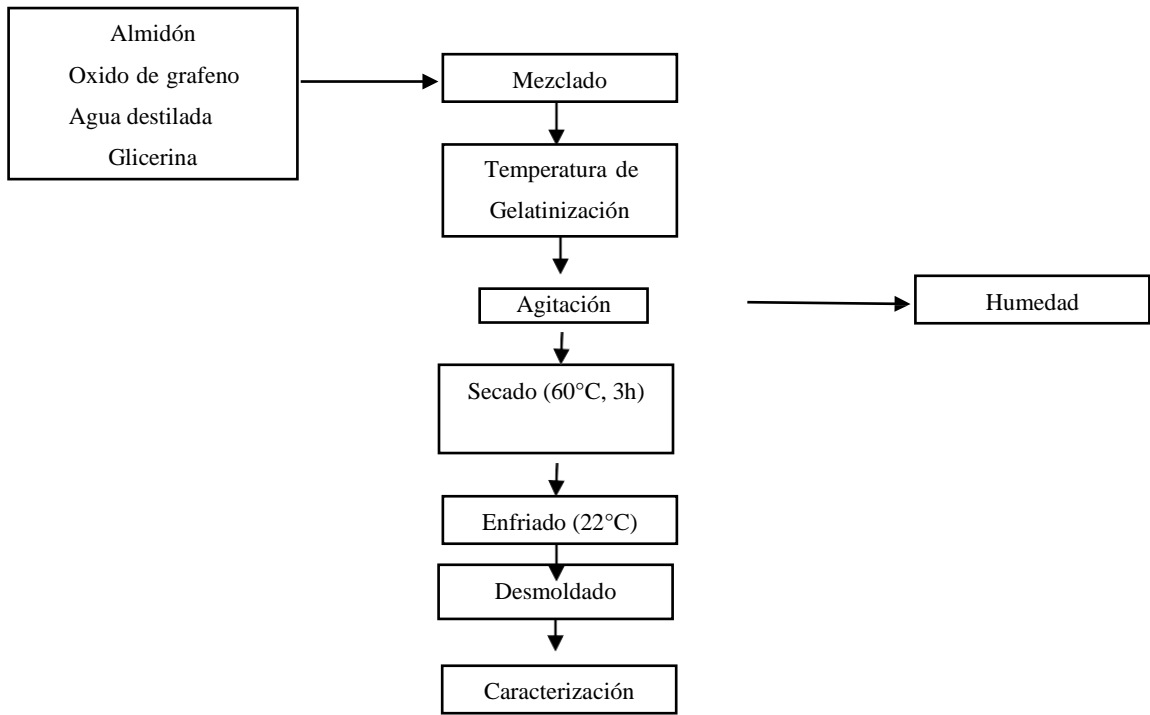 Almidón
Oxido de grafeno
Agua destilada
Glicerina
Mezclado
Temperatura de
Gelatinización
Agitación
Humedad
Secado (60°C, 3h)
Enfriado (22°C)
Desmoldado
Caracterización